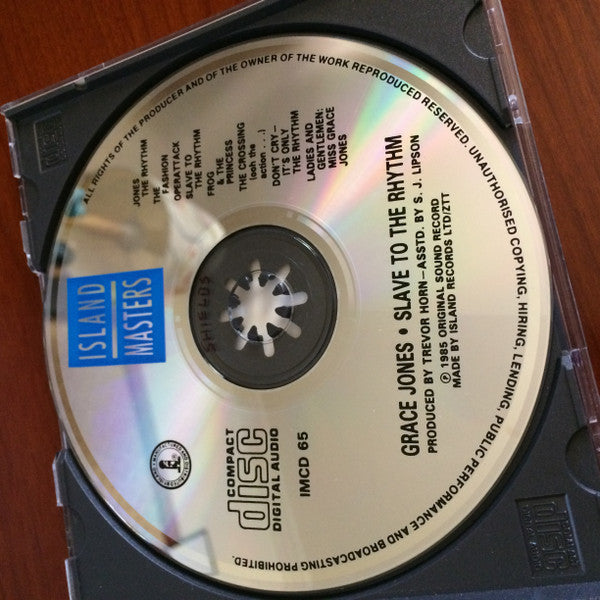 ALL RIGHTS OF THE PRODUCER AND OF THE OWNER OF THE WORK REPRODUCED RESERVED. UNAUTHORISED COPYING, HIRING, LENDING, PUBLIC PERFORMANCE AND BROADCASTING PROHIBITED.
ISLAND
MASTERS
JONES
THE RHYTHM
THE FASHION
OPERATTACK
SLAVE TO
THE RHYTHM
FROG
& THE
PRINCESS
THE CROSSING
(ooh the
action . . .)
DON'T CRY—
IT'S ONLY
THE RHYTHM
LADIES AND
GENTLEMEN:
MISS GRACE
JONES
SHIELDS
COMPACT
disc
DIGITAL AUDIO
IMCD 65
GRACE JONES • SLAVE TO THE RHYTHM
PRODUCED BY TREVOR HORN—ASSTD. BY S. J. LIPSON
℗ 1985 ORIGINAL SOUND RECORD
MADE BY ISLAND RECORDS LTD/ZTT
disc